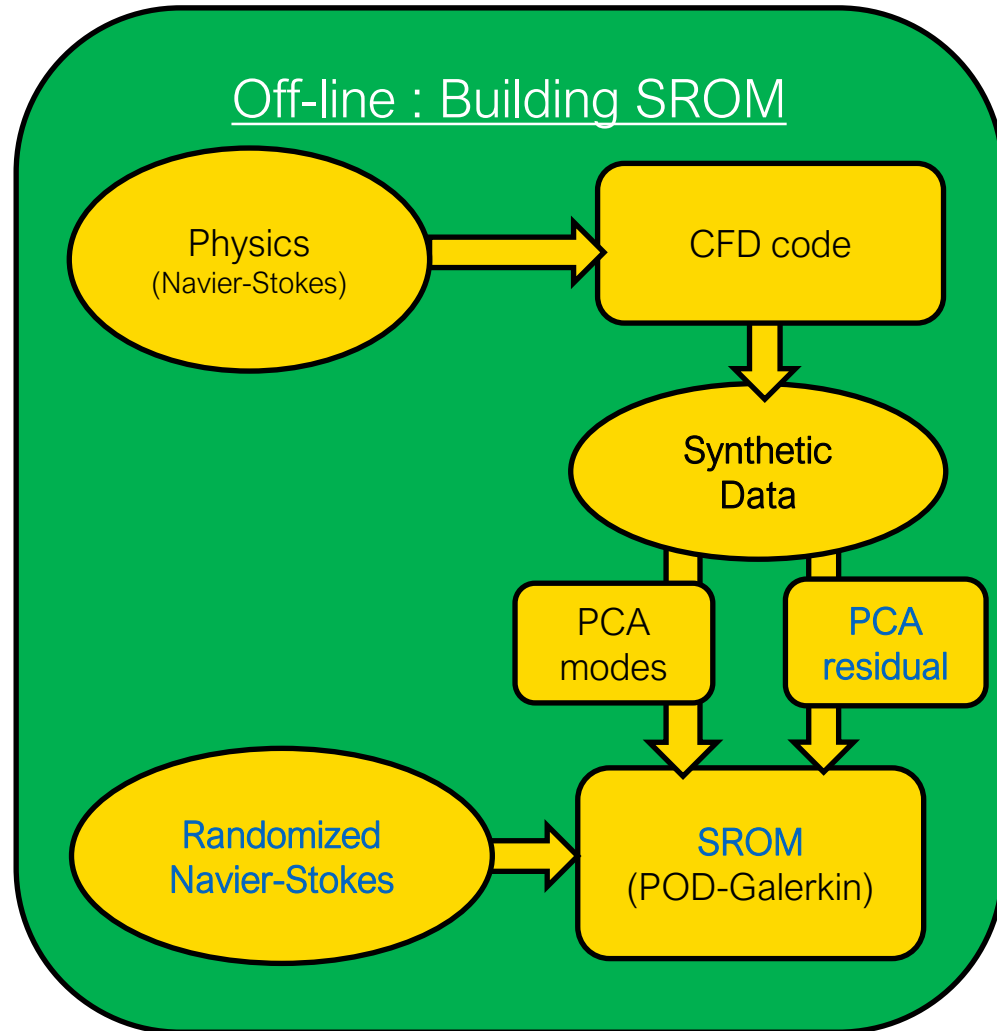 Off-line : Building SROM
Physics
(Navier-Stokes)
CFD code
Synthetic
Data
PCA
modes
PCA
residual
Randomized
Navier-Stokes
SROM
(POD-Galerkin)